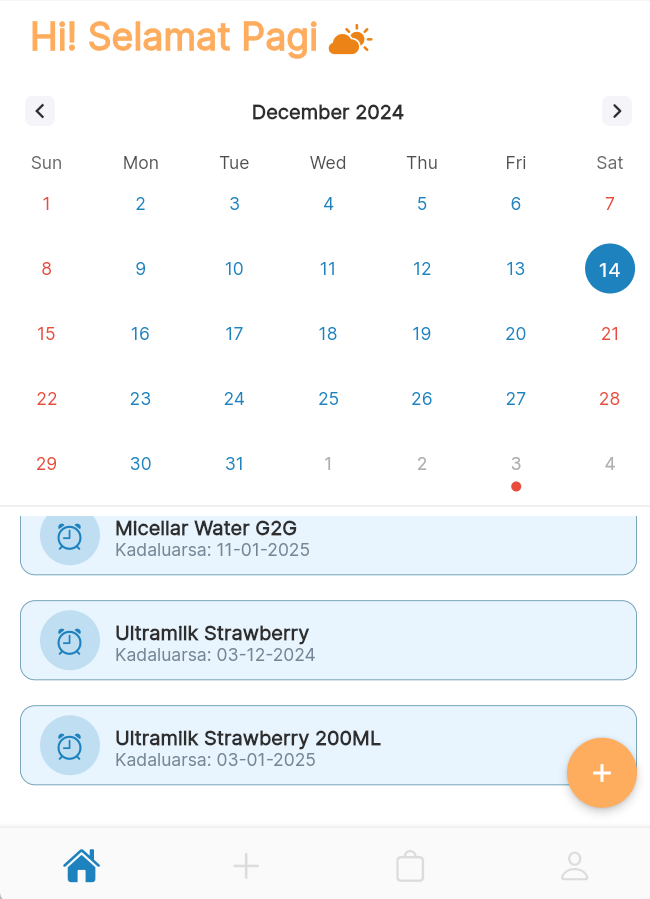 Hi! Selamat Pagi
December 2024
Sun Mon Tue Wed Thu Fri Sat
1 2 3 4 5 6 7
8 9 10 11 12 13 14
15 16 17 18 19 20 21
22 23 24 25 26 27 28
29 30 31 1 2 3 4
Micellar Water G2G
Kadaluarsa: 11-01-2025
Ultramilk Strawberry
Kadaluarsa: 03-12-2024
Ultramilk Strawberry 200ML
Kadaluarsa: 03-01-2025